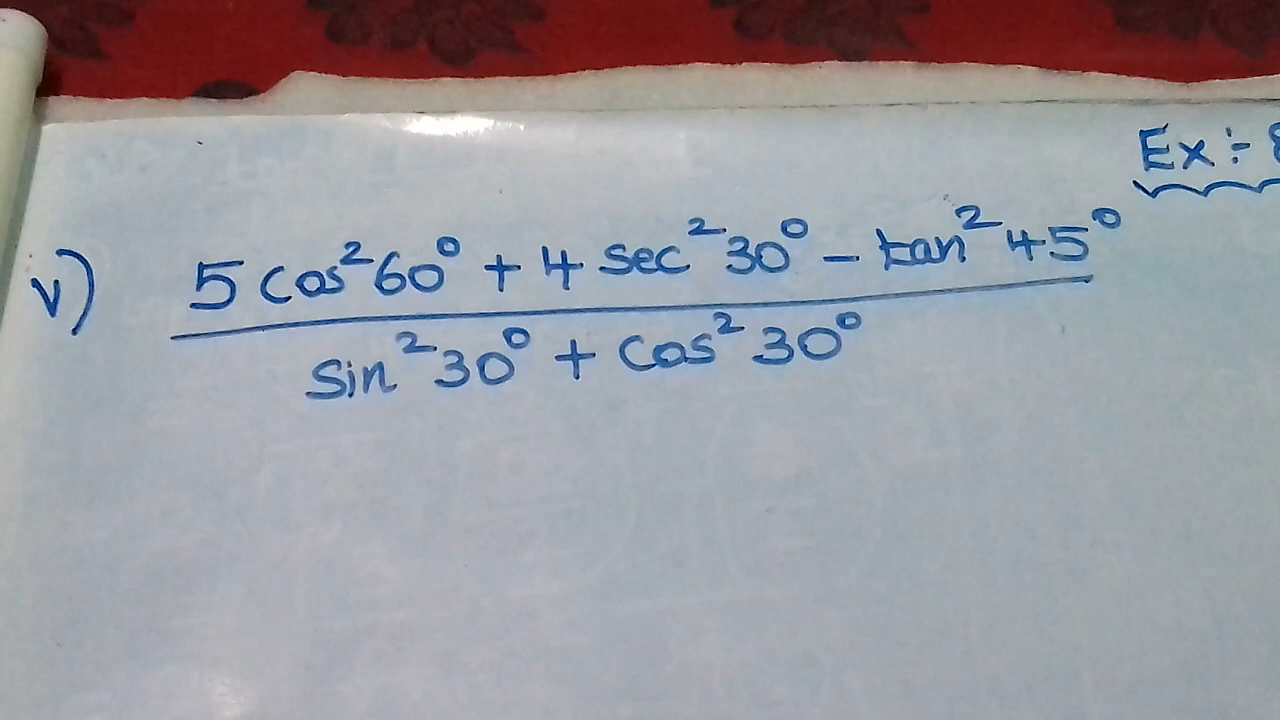 Ex :-
v) 5 cos²60° + 4 sec²30° - tan²45°
sin²30° + cos²30°